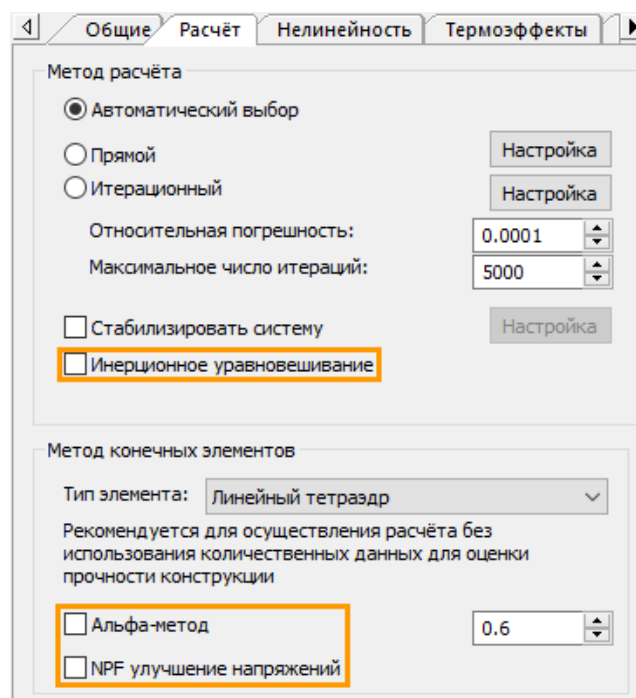 Общие Расчёт Нелинейность Термоэффекты
Метод расчёта
Автоматический выбор
Прямой Настройка
Итерационный Настройка
Относительная погрешность: 0.0001
Максимальное число итераций: 5000
Стабилизировать систему Настройка
Инерционное уравновешивание
Метод конечных элементов
Тип элемента: Линейный тетраэдр
Рекомендуется для осуществления расчёта без
использования количественных данных для оценки
прочности конструкции
Альфа-метод 0.6
NPF улучшение напряжений